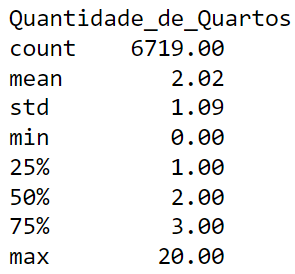 Quantidade_de_Quartos
count 6719.00
mean 2.02
std 1.09
min 0.00
25% 1.00
50% 2.00
75% 3.00
max 20.00